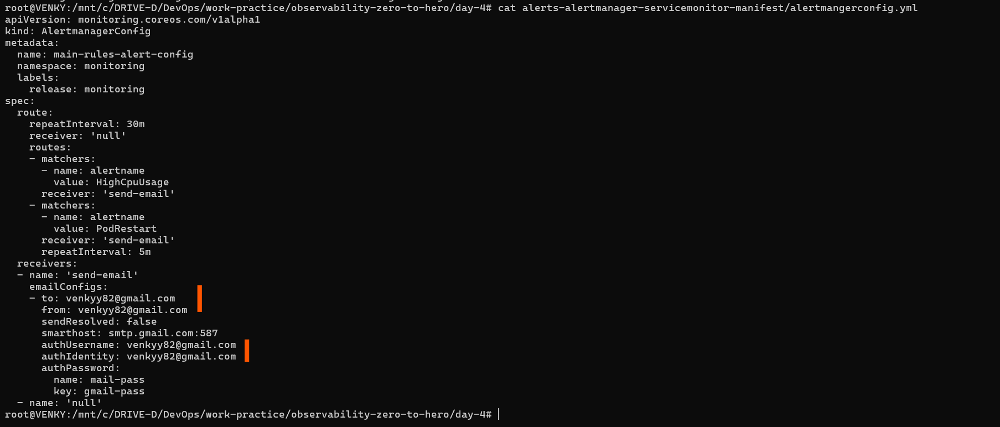 root@VENKY:/mnt/c/DRIVE-D/DevOps/work-practice/observability-zero-to-hero/day-4# cat alerts-alertmanager-servicemonitor-manifest/alertmangerconfig.yml
apiVersion: monitoring.coreos.com/v1alpha1
kind: AlertmanagerConfig
metadata:
  name: main-rules-alert-config
  namespace: monitoring
  labels:
    release: monitoring
spec:
  route:
    repeatInterval: 30m
    receiver: 'null'
    routes:
    - matchers:
      - name: alertname
        value: HighCpuUsage
      receiver: 'send-email'
    - matchers:
      - name: alertname
        value: PodRestart
      receiver: 'send-email'
      repeatInterval: 5m
  receivers:
  - name: 'send-email'
    emailConfigs:
    - to: venkyy82@gmail.com
      from: venkyy82@gmail.com
      sendResolved: false
      smarthost: smtp.gmail.com:587
      authUsername: venkyy82@gmail.com
      authIdentity: venkyy82@gmail.com
      authPassword:
        name: mail-pass
        key: gmail-pass
  - name: 'null'
root@VENKY:/mnt/c/DRIVE-D/DevOps/work-practice/observability-zero-to-hero/day-4#